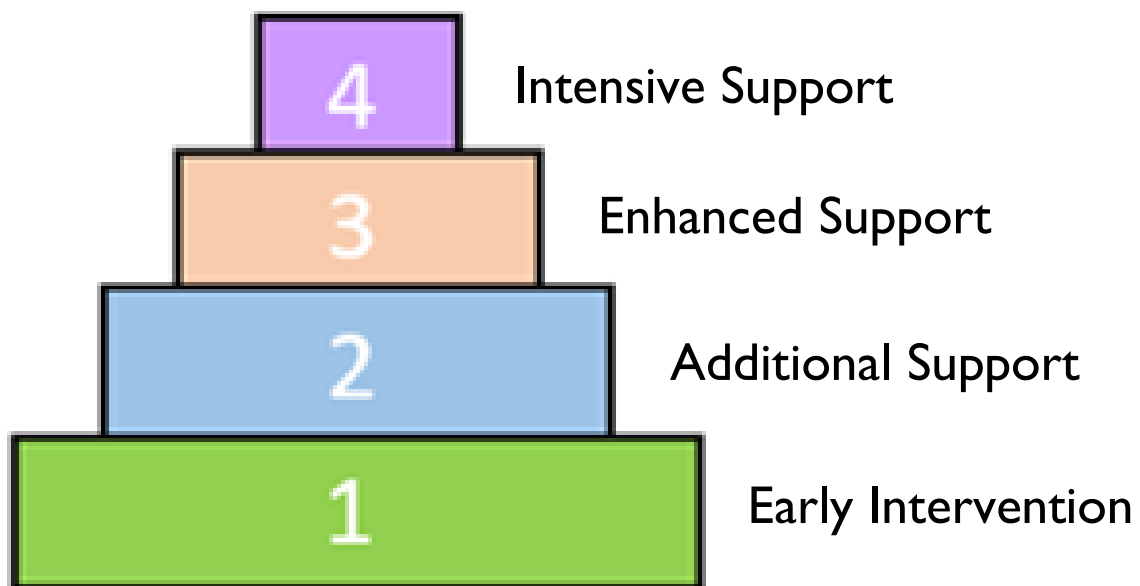 4 Intensive Support
3 Enhanced Support
2 Additional Support
1 Early Intervention